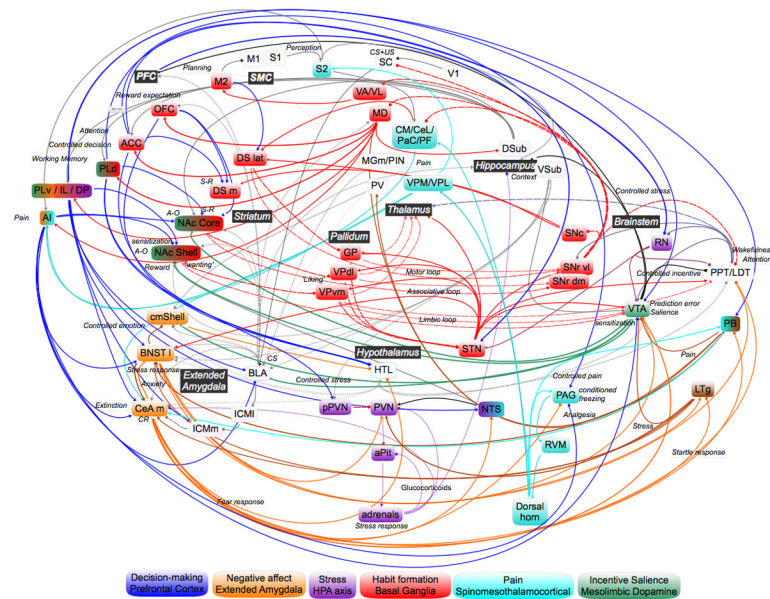 Perception
CS+US
M1
S1
S2
SC
V1
PFC
Planning
M2
SMC
VA/VL
Reward expectation
OFC
MD
Attention
CM/CeL/
PaC/PF
Controlled decision
ACC
DSub
Working Memory
DS lat
MGm/PIN
Hippocampus
VSub
PLd
Pain
Context
S-R
PLv / IL / DP
DS m
PV
VPM/VPL
Controlled stress
Thalamus
A-O
S-R
Striatum
Pain
AI
NAc Core
Brainstem
SNc
RN
Pallidum
sensitization
A-O
NAc Shell
GP
Wakefulness
Attention
Reward
'wanting'
VPdl
Motor loop
SNr vl
Controlled incentive
PPT/LDT
'Liking'
SNr dm
VPvm
Associative loop
VTA
Prediction error
Salience
cmShell
Limbic loop
sensitization
PB
Controlled emotion
STN
BNST l
Hypothalamus
Pain
CS
Stress response
Extended
Amygdala
BLA
HTL
Controlled pain
Anxiety
Controlled stress
PAG
conditioned
freezing
LTg
Extinction
CeA m
pPVN
PVN
NTS
ICMl
Analgesia
CR
ICMm
Stress
RVM
aPit
Startle response
Glucocorticoids
Fear response
adrenals
Dorsal
horn
Stress response
Decision-making
Prefrontal Cortex
Negative affect
Extended Amygdala
Stress
HPA axis
Habit formation
Basal Ganglia
Pain
Spinomesothalamocortical
Incentive Salience
Mesolimbic Dopamine